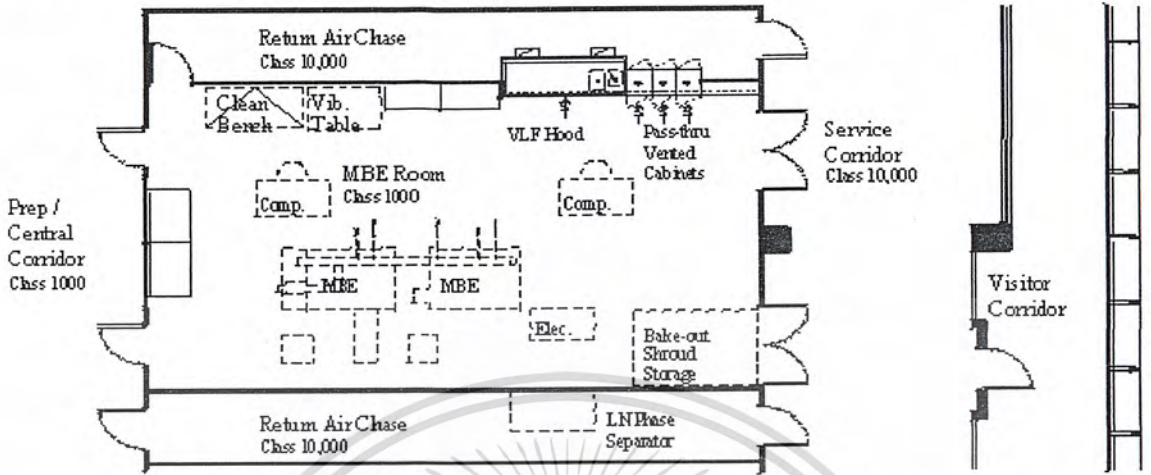 Return Air Chase
Class 10,000
Clean
Bench
Vib.
Table
VLF Hood
Pass-thru
Vented
Cabinets
Service
Corridor
Class 10,000
MBE Room
Class 1000
Comp.
Comp.
Prep /
Central
Corridor
Class 1000
MBE
MBE
Visitor
Corridor
Elec.
Bake-out
Shroud
Storage
Return Air Chase
Class 10,000
LN Phase
Separator